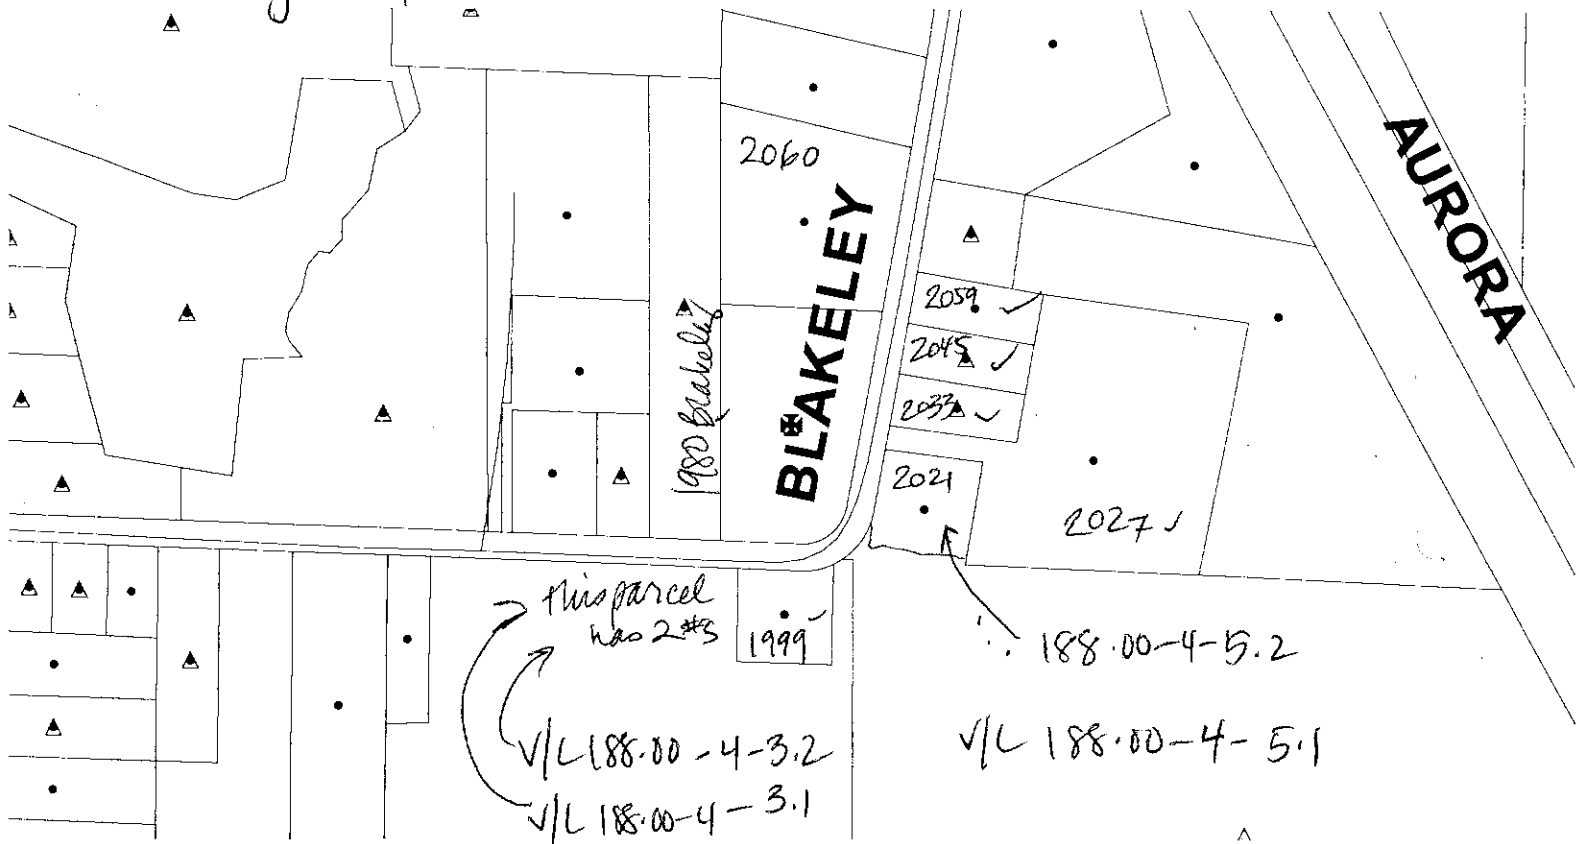 2060
BLAKELEY
AURORA
2059 ✓
2045 ✓
2033 ✓
1980 Blakeley ✓
2021
2027 ✓
this parcel
has 2 #s
1999 ✓
188.00-4-5.2
V/L 188.00-4-3.2
V/L 188.00-4-3.1
V/L 188.00-4-5.1